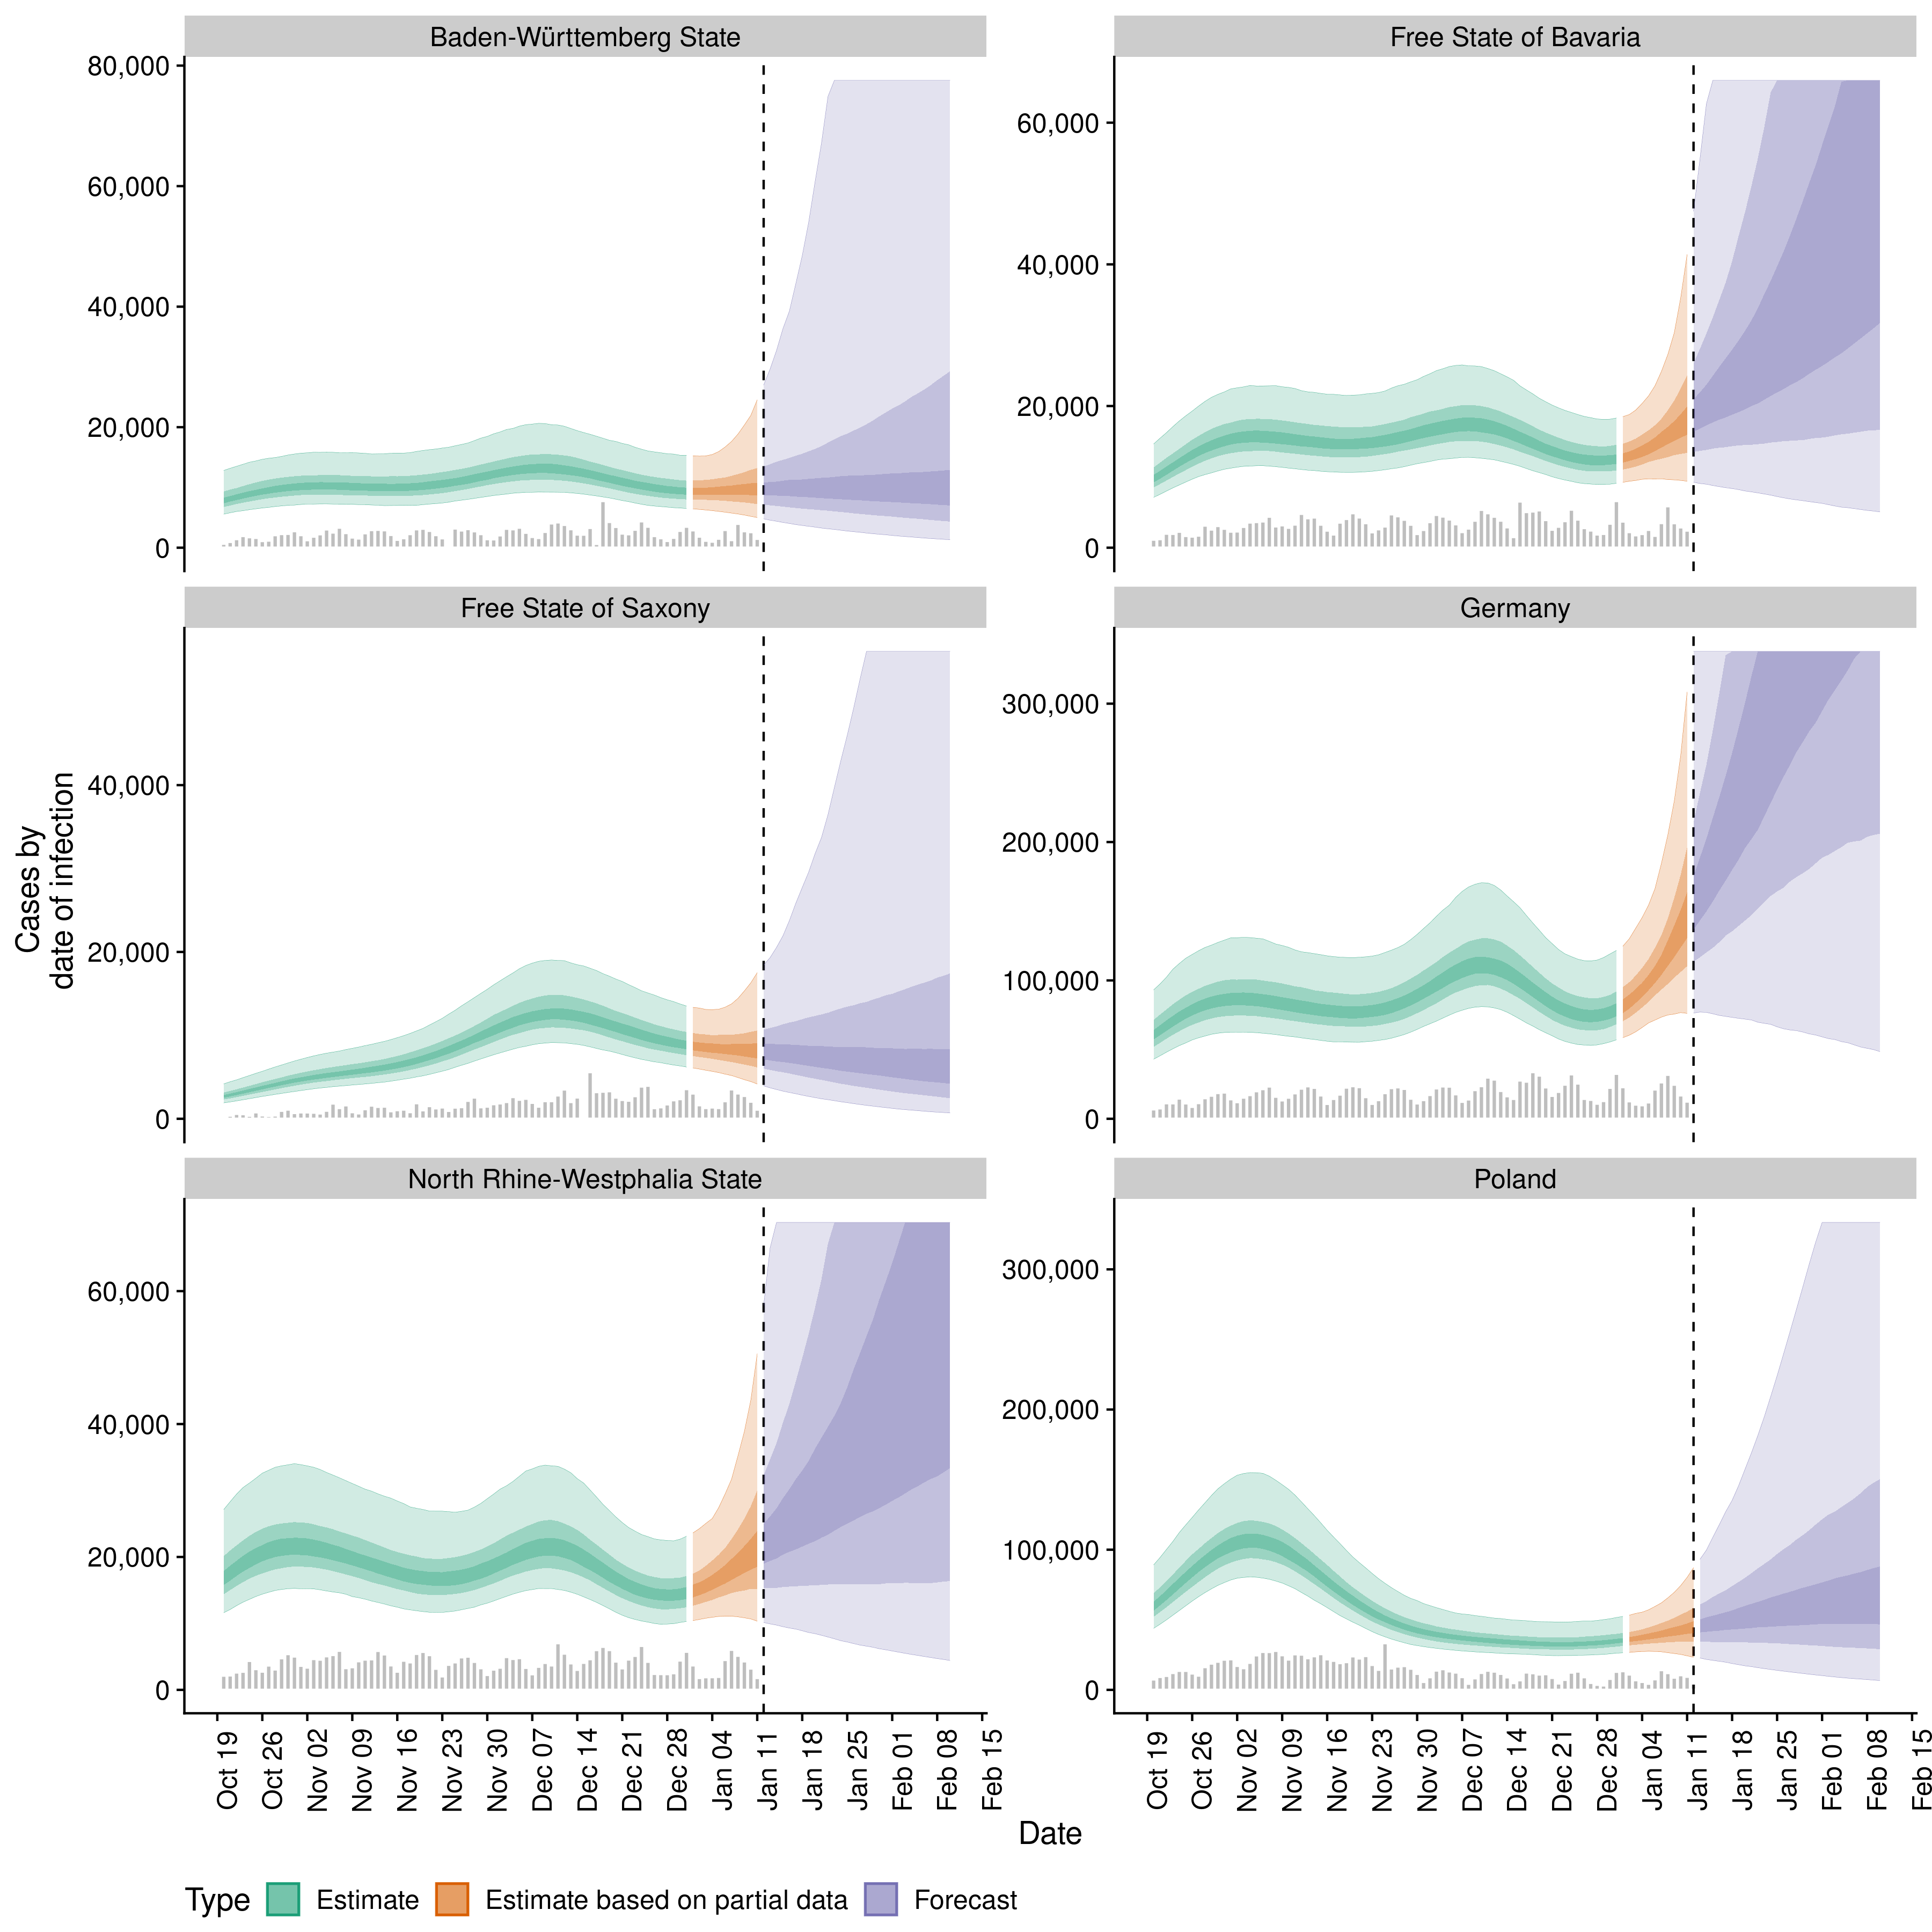 Baden-Württemberg State
Free State of Bavaria
80,000
60,000
40,000
20,000
0
60,000
40,000
20,000
0
Free State of Saxony
Germany
40,000
20,000
0
300,000
200,000
100,000
0
Cases by
date of infection
North Rhine-Westphalia State
Poland
60,000
40,000
20,000
0
300,000
200,000
100,000
0
Oct 19
Oct 26
Nov 02
Nov 09
Nov 16
Nov 23
Nov 30
Dec 07
Dec 14
Dec 21
Dec 28
Jan 04
Jan 11
Jan 18
Jan 25
Feb 01
Feb 08
Feb 15
Oct 19
Oct 26
Nov 02
Nov 09
Nov 16
Nov 23
Nov 30
Dec 07
Dec 14
Dec 21
Dec 28
Jan 04
Jan 11
Jan 18
Jan 25
Feb 01
Feb 08
Feb 15
Date
Type Estimate Estimate based on partial data Forecast